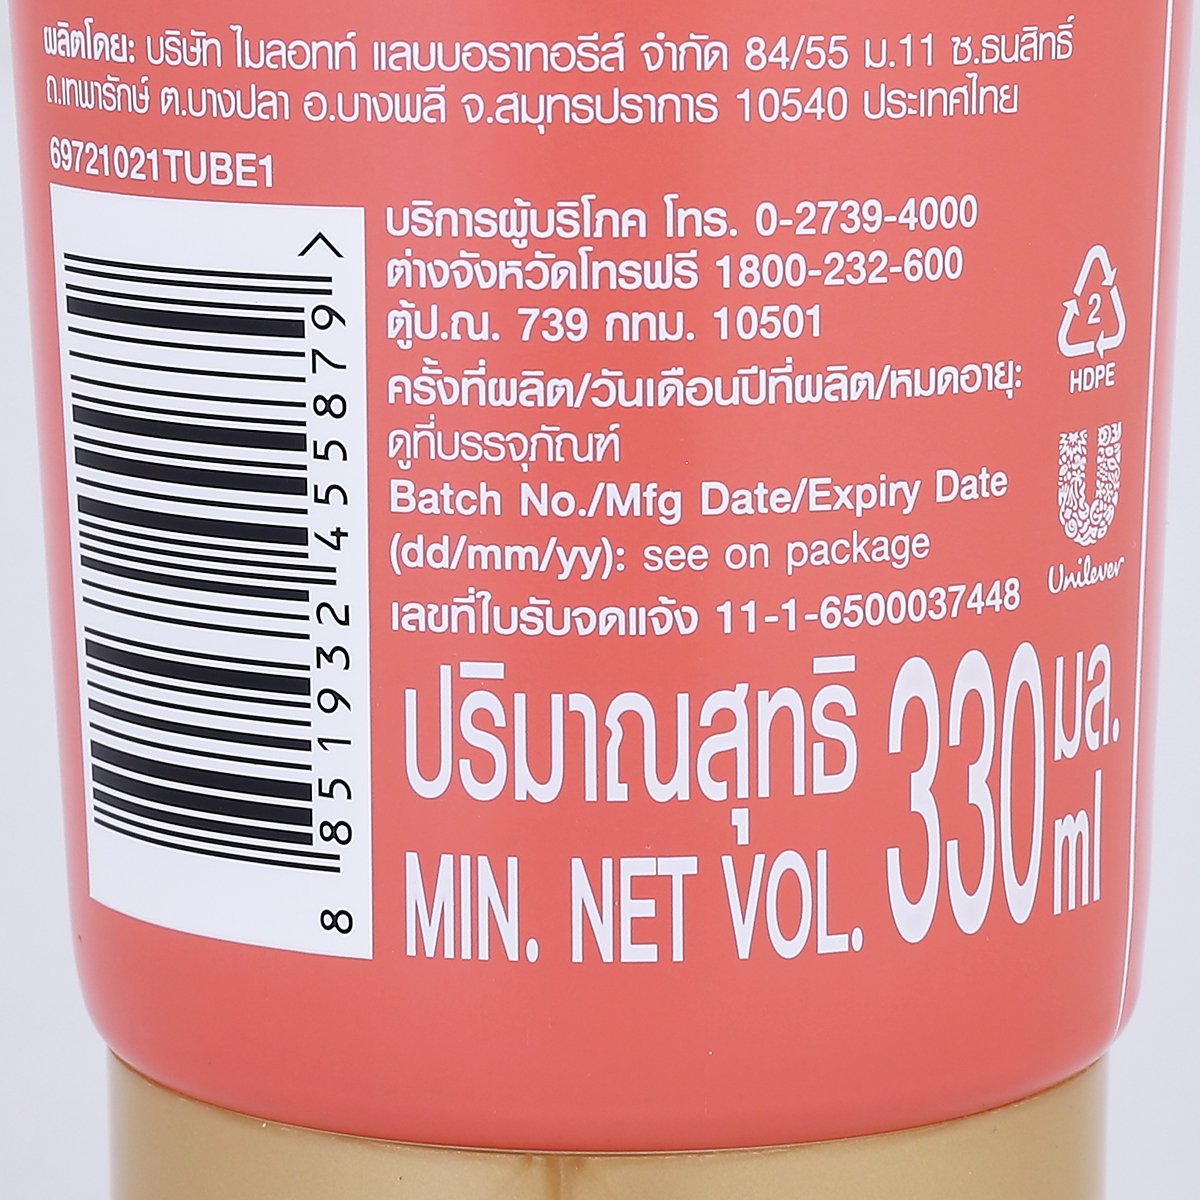 ผลิตโดย: บริษัท ไมลอทท์ แลบบอราทอรีส์ จำกัด 84/55 ม.11 ซ.ธนสิทธิ์
ถ.เทพารักษ์ ต.บางปลา อ.บางพลี จ.สมุทรปราการ 10540 ประเทศไทย
69721021TUBE1
บริการผู้บริโภค โทร. 0-2739-4000
ต่างจังหวัดโทรฟรี 1800-232-600
ตู้ป.ณ. 739 กทม. 10501
ครั้งที่ผลิต/วันเดือนปีที่ผลิต/หมดอายุ:
ดูที่บรรจุภัณฑ์
Batch No./Mfg Date/Expiry Date
(dd/mm/yy): see on package
เลขที่ใบรับจดแจ้ง 11-1-6500037448
ปริมาณสุทธิ 330 มล.
MIN. NET VOL. ml
8 851932 455879 >
2
HDPE
Unilever